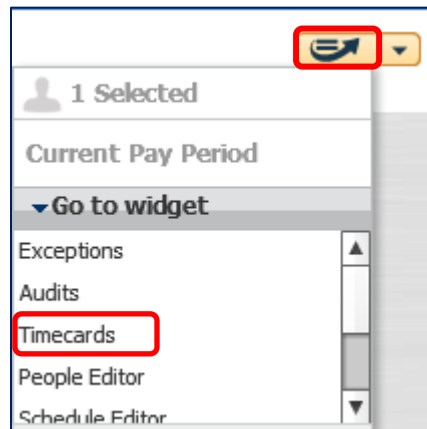 1 Selected
Current Pay Period
Go to widget
Exceptions
Audits
Timecards
People Editor
Schedule Editor